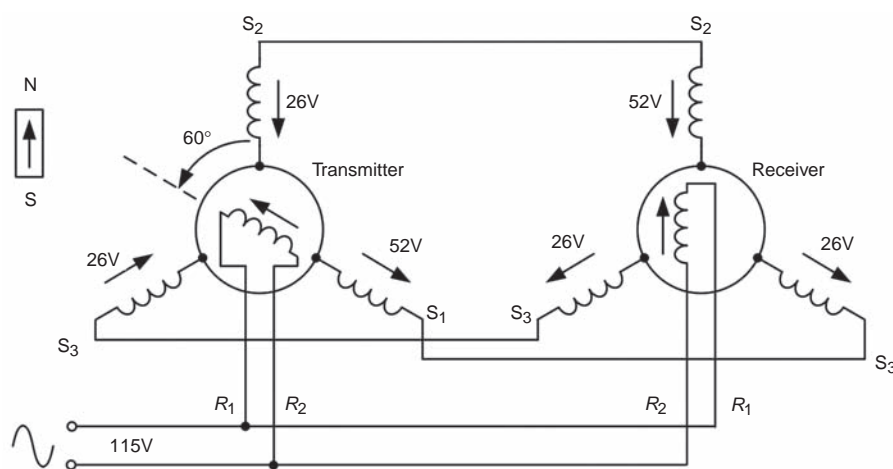 S2 S2
N
26V 52V
60°
Transmitter Receiver
S
26V 52V 26V 26V
S1 S3
S3 S3
R1 R2 R2 R1
115V